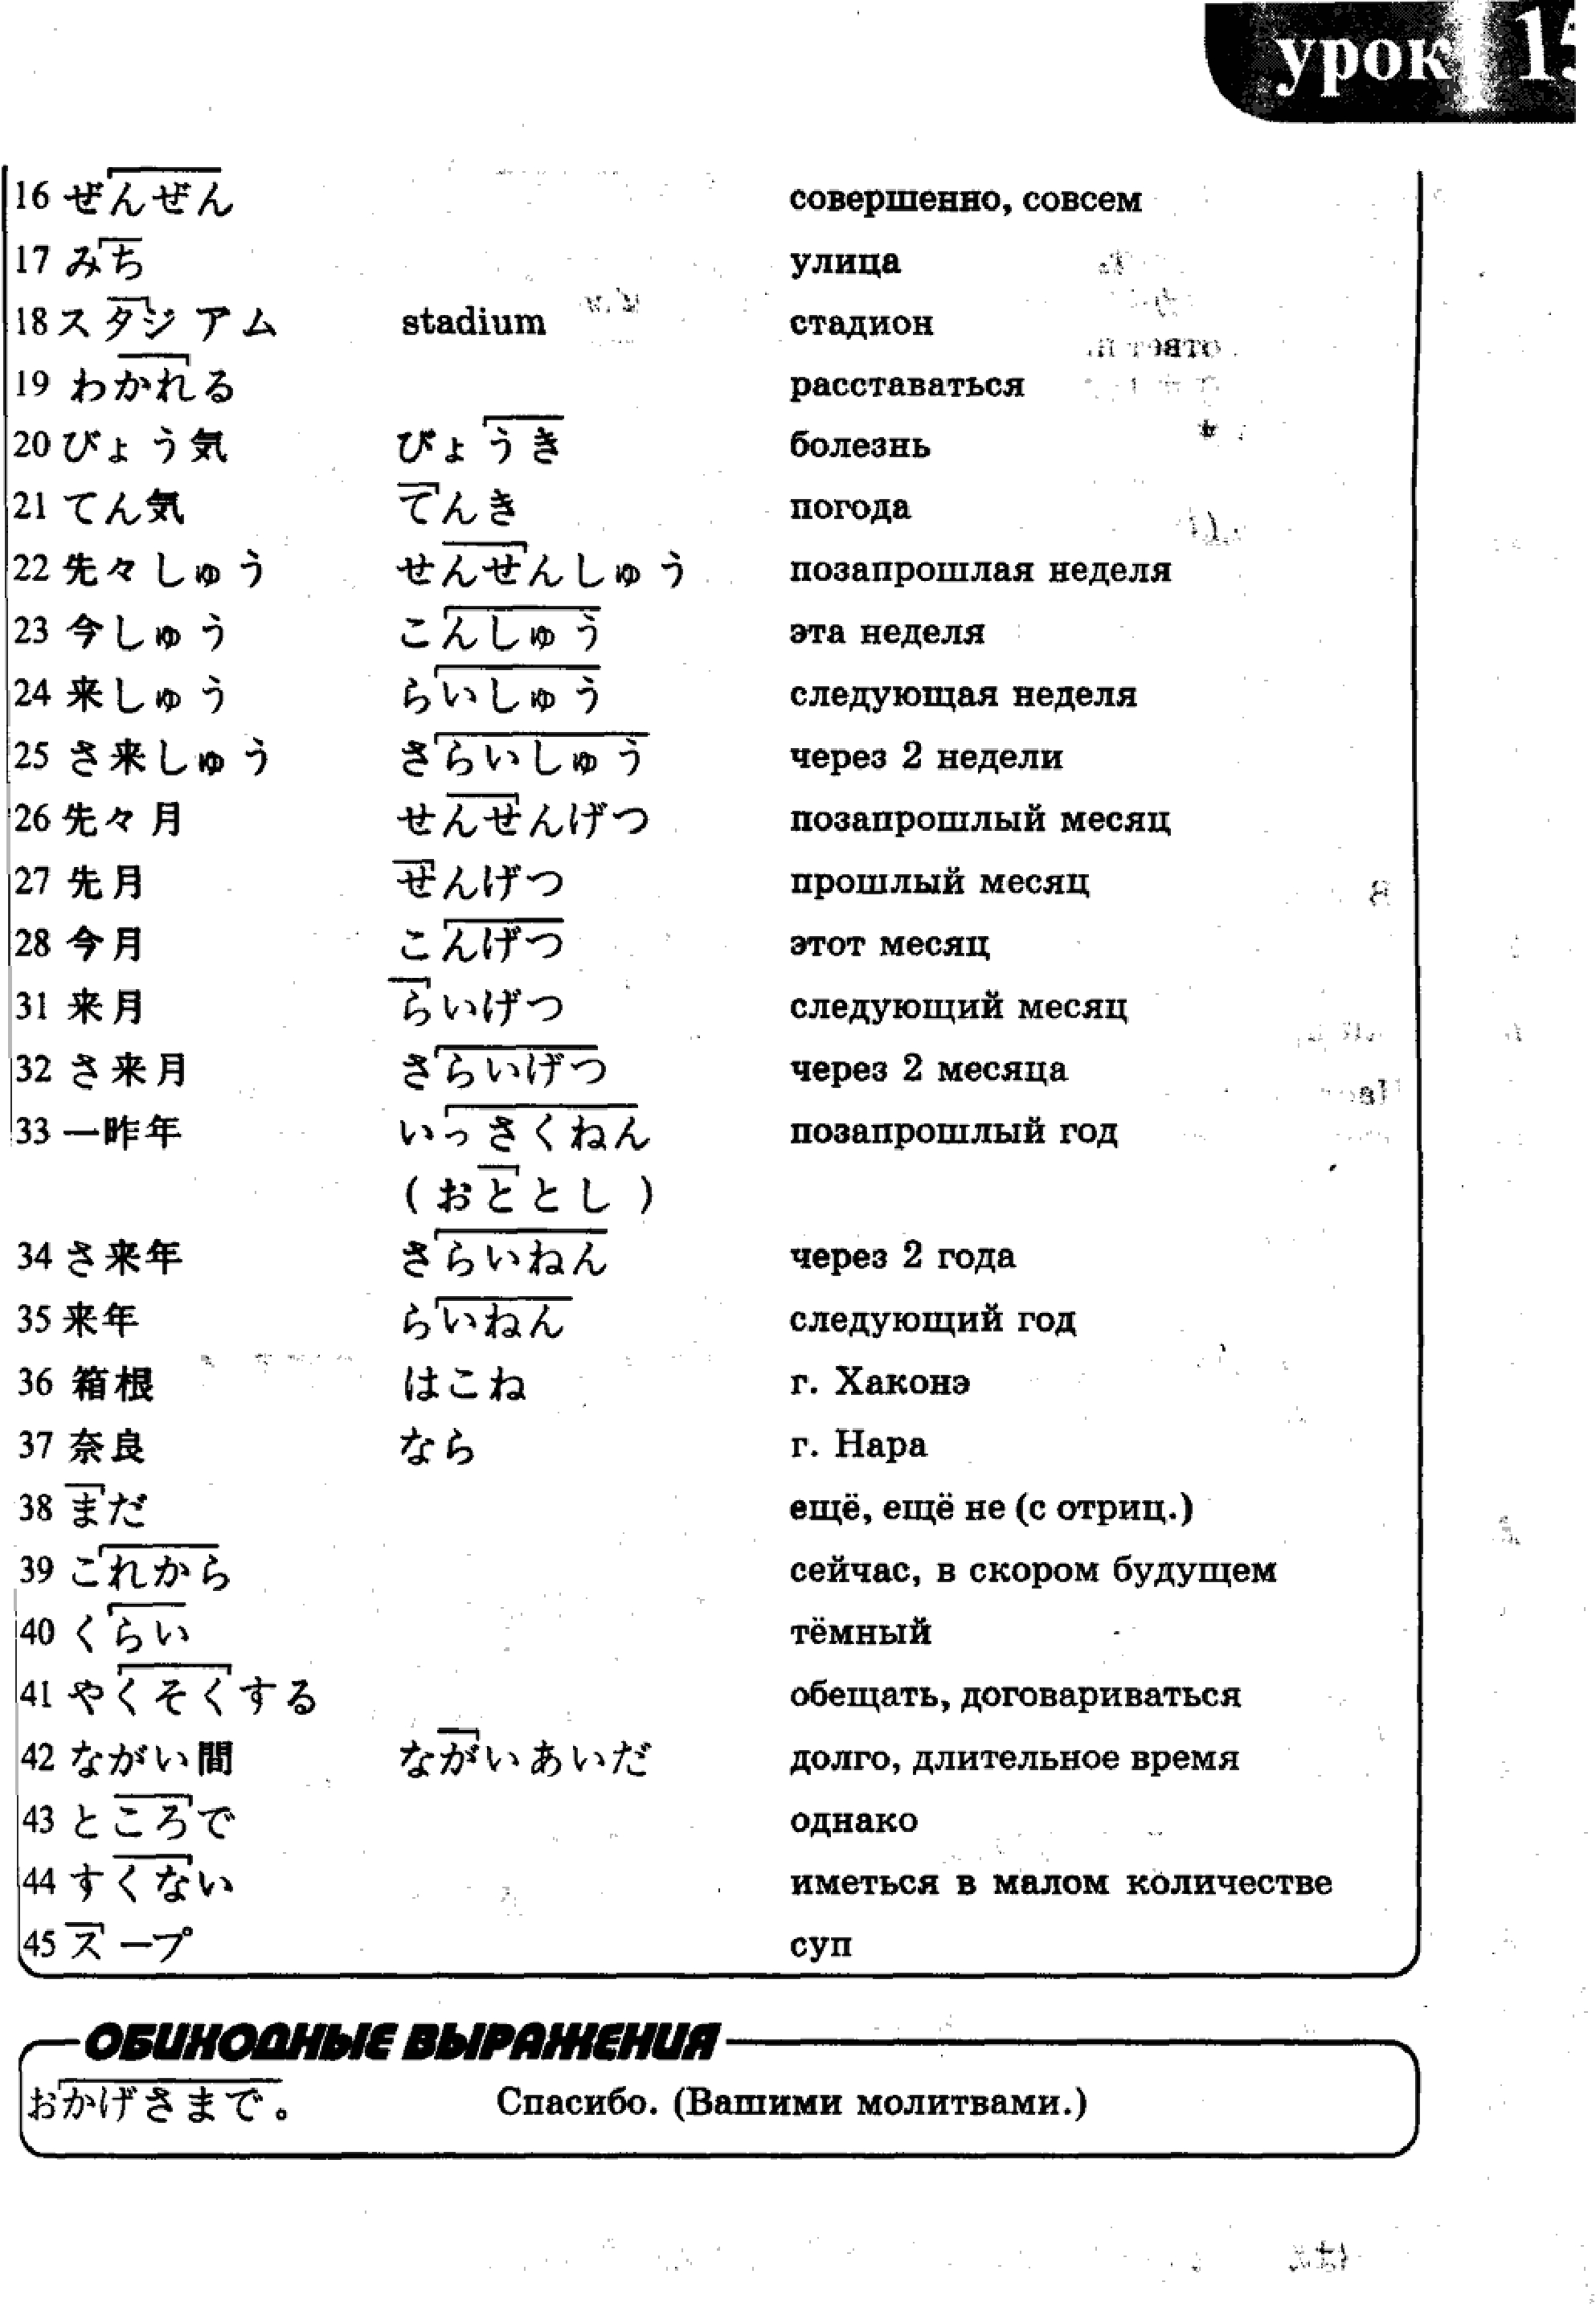 урок 15
16 ぜんぜん совершенно, совсем
17 みち улица
18 スタジアム stadium стадион
19 わかれる расставаться
20 びょう気 びょうき болезнь
21 てん気 てんき погода
22 先々しゅう せんせんしゅう позапрошлая неделя
23 今しゅう こんしゅう эта неделя
24 来しゅう らいしゅう следующая неделя
25 さ来しゅう さらいしゅう через 2 недели
26 先々月 せんせんげつ позапрошлый месяц
27 先月 せんげつ прошлый месяц
28 今月 こんげつ этот месяц
31 来月 らいげつ следующий месяц
32 さ来月 さらいげつ через 2 месяца
33 一昨年 いっさくねん позапрошлый год
(おととし)
34 さ来年 さらいねん через 2 года
35 来年 らいねん следующий год
36 箱根 はこね г. Хаконэ
37 奈良 なら г. Нара
38 まだ ещё, ещё не (с отриц.)
39 これから сейчас, в скором будущем
40 くらい тёмный
41 やくそくする обещать, договариваться
42 ながい間 ながいあいだ долго, длительное время
43 ところで однако
44 すくない иметься в малом количестве
45 スープ суп
ОБИХОДНЫЕ ВЫРАЖЕНИЯ
おかげさまで。 Спасибо. (Вашими молитвами.)